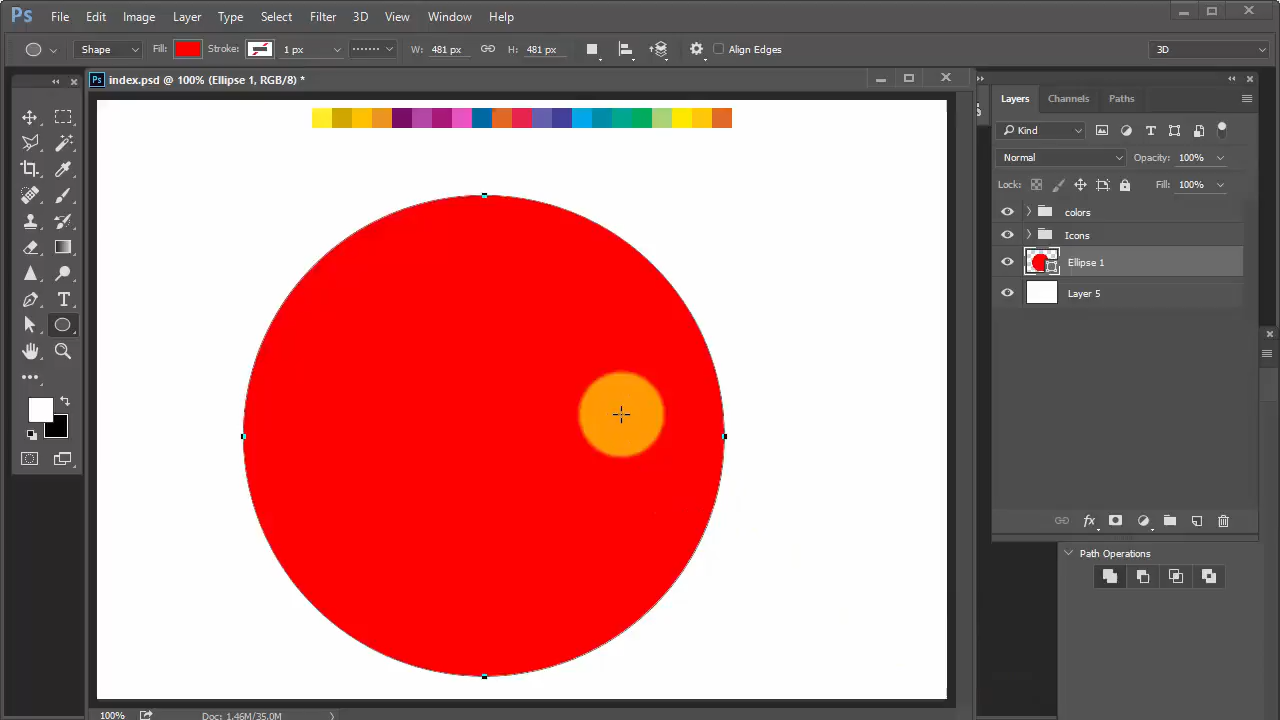 Ps File Edit Image Layer Type Select Filter 3D View Window Help
Shape Fill: Stroke: 1 px W: 481 px H: 481 px Align Edges 3D
Ps index.psd @ 100% (Ellipse 1, RGB/8) *
Layers Channels Paths
Kind T
Normal Opacity: 100%
Lock: Fill: 100%
colors
Icons
Ellipse 1
Layer 5
T
fx
Path Operations
100% Doc: 1.46M/35.0M